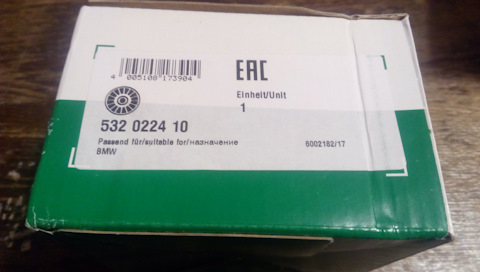 4 005108 173904
EAC
Einheit/Unit
1
532 0224 10
Passend für/suitable for/назначение
BMW
6002182/17